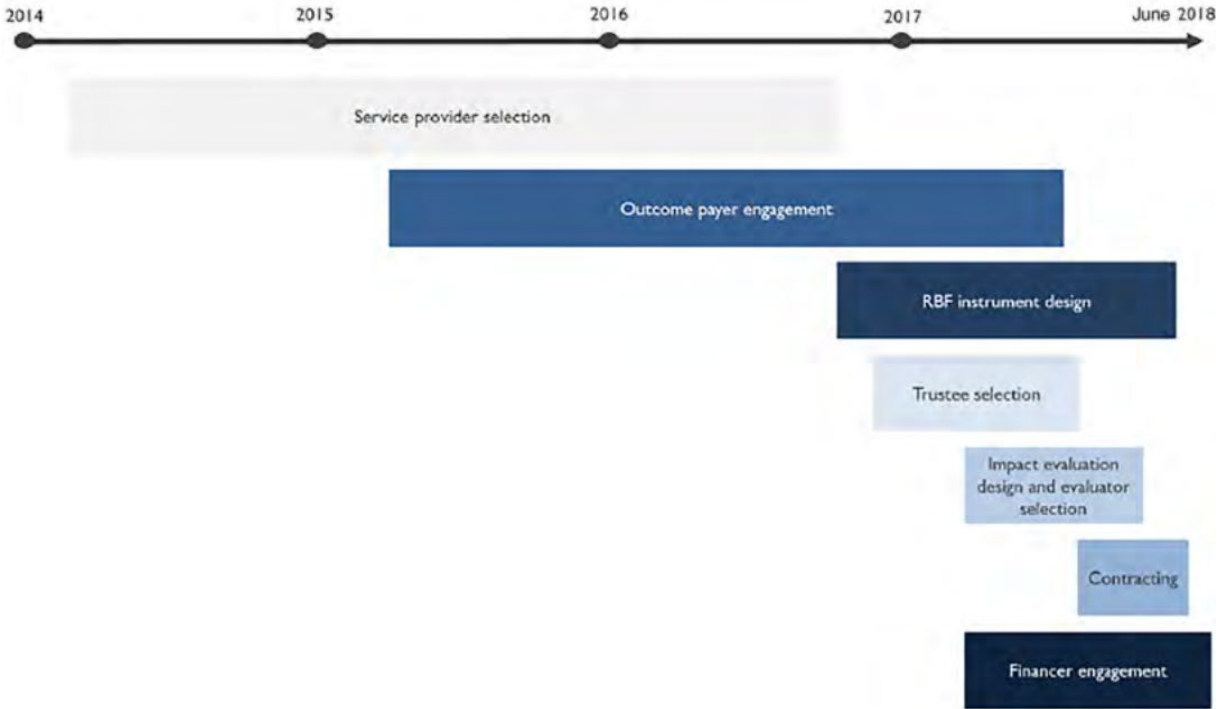 2014 2015 2016 2017 June 2018
Service provider selection
Outcome payer engagement
RBF instrument design
Trustee selection
Impact evaluation
design and evaluator
selection
Contracting
Financer engagement